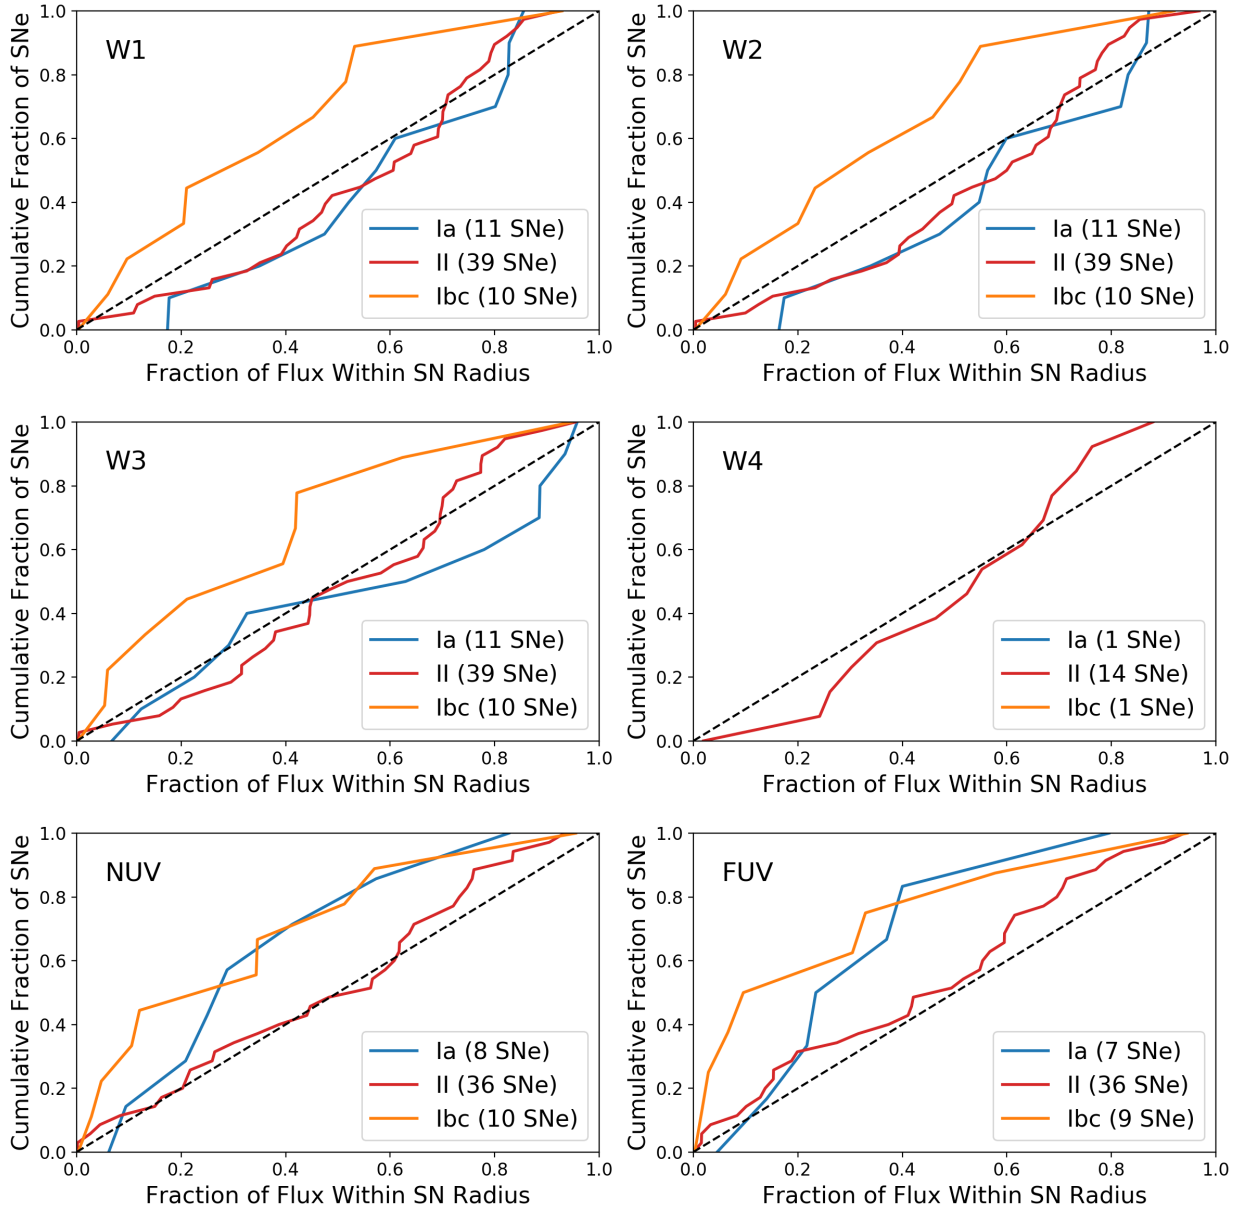 W1
Cumulative Fraction of SNe
1.0
0.8
0.6
0.4
0.2
0.0
Ia (11 SNe)
II (39 SNe)
Ibc (10 SNe)
0.0 0.2 0.4 0.6 0.8 1.0
Fraction of Flux Within SN Radius
W2
Cumulative Fraction of SNe
1.0
0.8
0.6
0.4
0.2
0.0
Ia (11 SNe)
II (39 SNe)
Ibc (10 SNe)
0.0 0.2 0.4 0.6 0.8 1.0
Fraction of Flux Within SN Radius
W3
Cumulative Fraction of SNe
1.0
0.8
0.6
0.4
0.2
0.0
Ia (11 SNe)
II (39 SNe)
Ibc (10 SNe)
0.0 0.2 0.4 0.6 0.8 1.0
Fraction of Flux Within SN Radius
W4
Cumulative Fraction of SNe
1.0
0.8
0.6
0.4
0.2
0.0
Ia (1 SNe)
II (14 SNe)
Ibc (1 SNe)
0.0 0.2 0.4 0.6 0.8 1.0
Fraction of Flux Within SN Radius
NUV
Cumulative Fraction of SNe
1.0
0.8
0.6
0.4
0.2
0.0
Ia (8 SNe)
II (36 SNe)
Ibc (10 SNe)
0.0 0.2 0.4 0.6 0.8 1.0
Fraction of Flux Within SN Radius
FUV
Cumulative Fraction of SNe
1.0
0.8
0.6
0.4
0.2
0.0
Ia (7 SNe)
II (36 SNe)
Ibc (9 SNe)
0.0 0.2 0.4 0.6 0.8 1.0
Fraction of Flux Within SN Radius